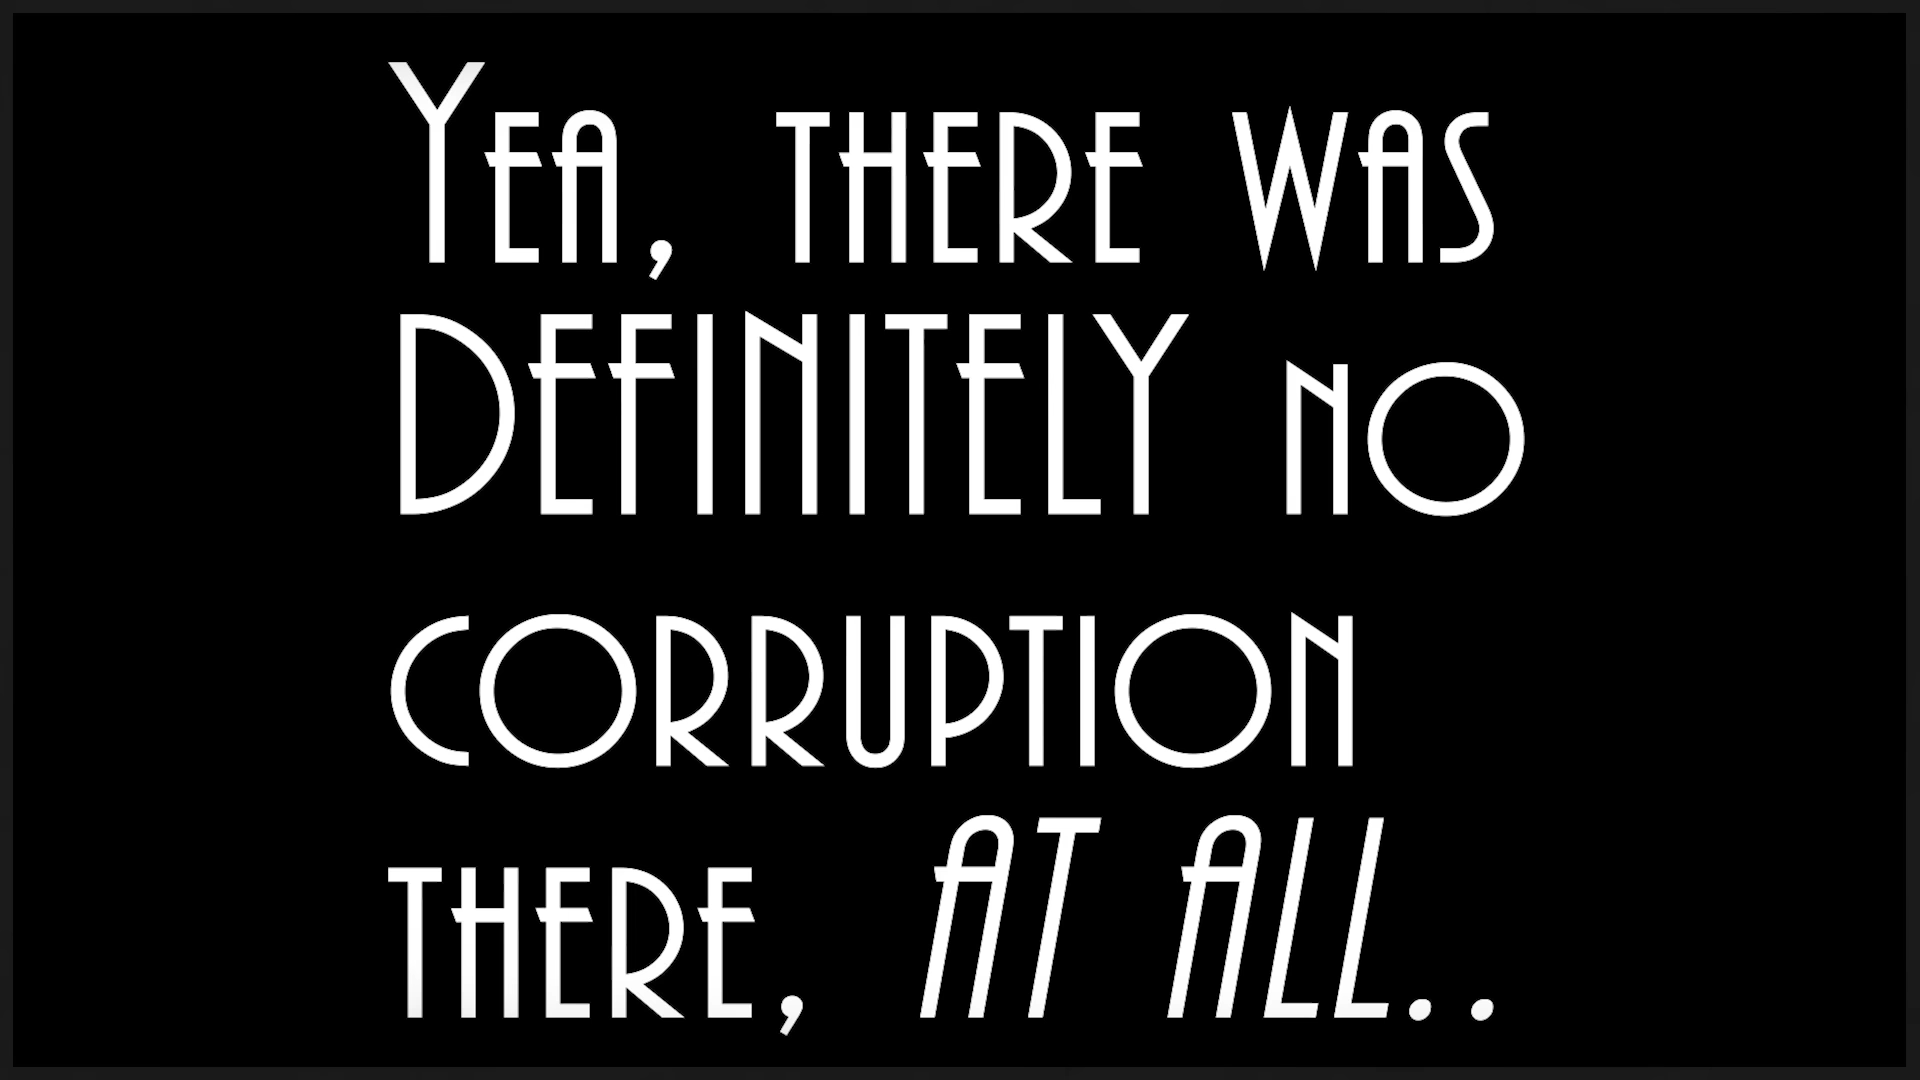 Yea, there was
DEFINITELY no
corruption
there, AT ALL..